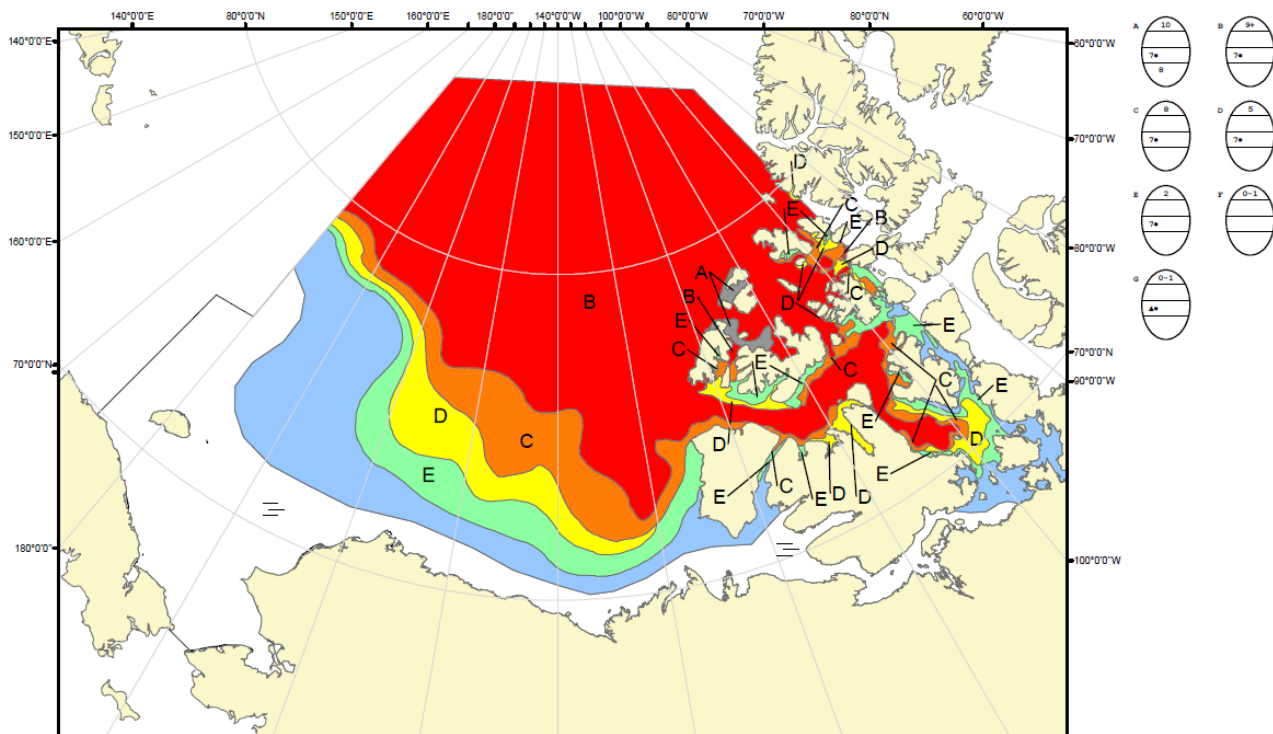 140°0'0"E 80°0'0"N 150°0'0"E 160°0'0"E 180°0'0" 140°0'0"W 100°0'0"W 80°0'0"W 70°0'0"W 80°0'0"N 60°0'0"W
140°0'0"E
150°0'0"E
160°0'0"E
70°0'0"N
180°0'0"
60°0'0"W
70°0'0"W
80°0'0"W
70°0'0"N
90°0'0"W
100°0'0"W
D
E
C
E
B
D
C
A
B
E
C
B
D
E
E
C
E
C
E
D
C
E
D
E
D
C
E
D
E
C
E
D
D
A 10
7●
8
B 9+
7●
C 8
7●
D 5
7●
E 2
7●
F 0-1
G 0-1
▲●